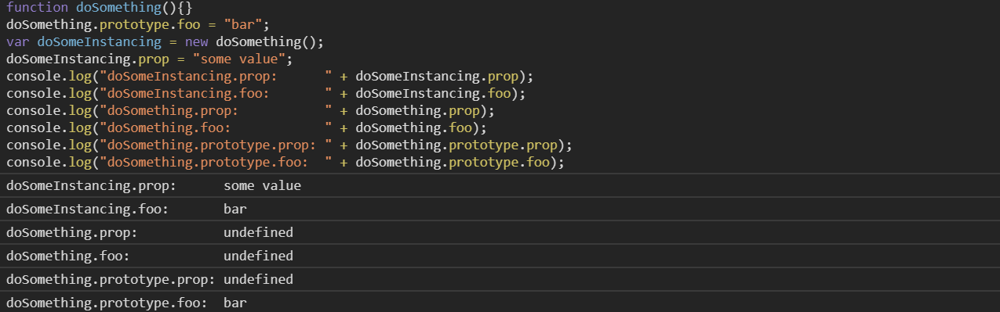 function doSomething(){}
doSomething.prototype.foo = "bar";
var doSomeInstancing = new doSomething();
doSomeInstancing.prop = "some value";
console.log("doSomeInstancing.prop:      " + doSomeInstancing.prop);
console.log("doSomeInstancing.foo:       " + doSomeInstancing.foo);
console.log("doSomething.prop:           " + doSomething.prop);
console.log("doSomething.foo:            " + doSomething.foo);
console.log("doSomething.prototype.prop: " + doSomething.prototype.prop);
console.log("doSomething.prototype.foo:  " + doSomething.prototype.foo);
doSomeInstancing.prop:      some value
doSomeInstancing.foo:       bar
doSomething.prop:           undefined
doSomething.foo:            undefined
doSomething.prototype.prop: undefined
doSomething.prototype.foo:  bar